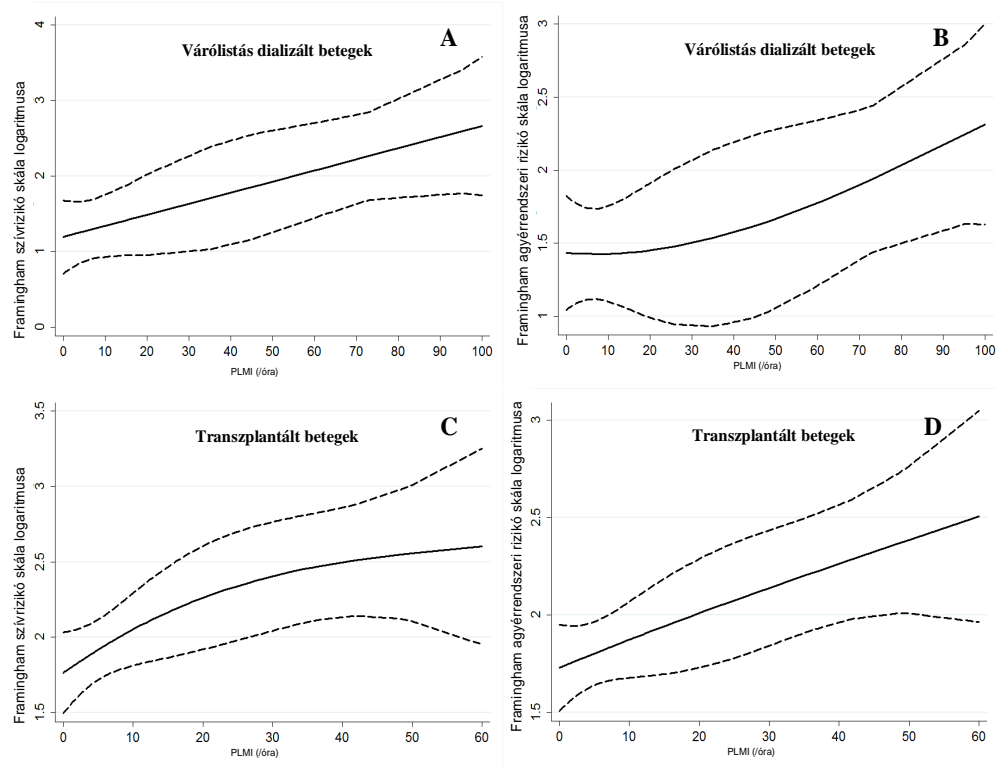 A
Várólistás dializált betegek
Framingham szívrizikó skála logaritmusa
4
3
2
1
0
0 10 20 30 40 50 60 70 80 90 100
PLMI (/óra)
B
Várólistás dializált betegek
Framingham agyérrendszeri rizikó skála logaritmusa
3
2.5
2
1.5
1
0 10 20 30 40 50 60 70 80 90 100
PLMI (/óra)
C
Transzplantált betegek
Framingham szívrizikó skála logaritmusa
3.5
3
2.5
2
1.5
0 10 20 30 40 50 60
PLMI (/óra)
D
Transzplantált betegek
Framingham agyérrendszeri rizikó skála logaritmusa
3
2.5
2
1.5
0 10 20 30 40 50 60
PLMI (/óra)